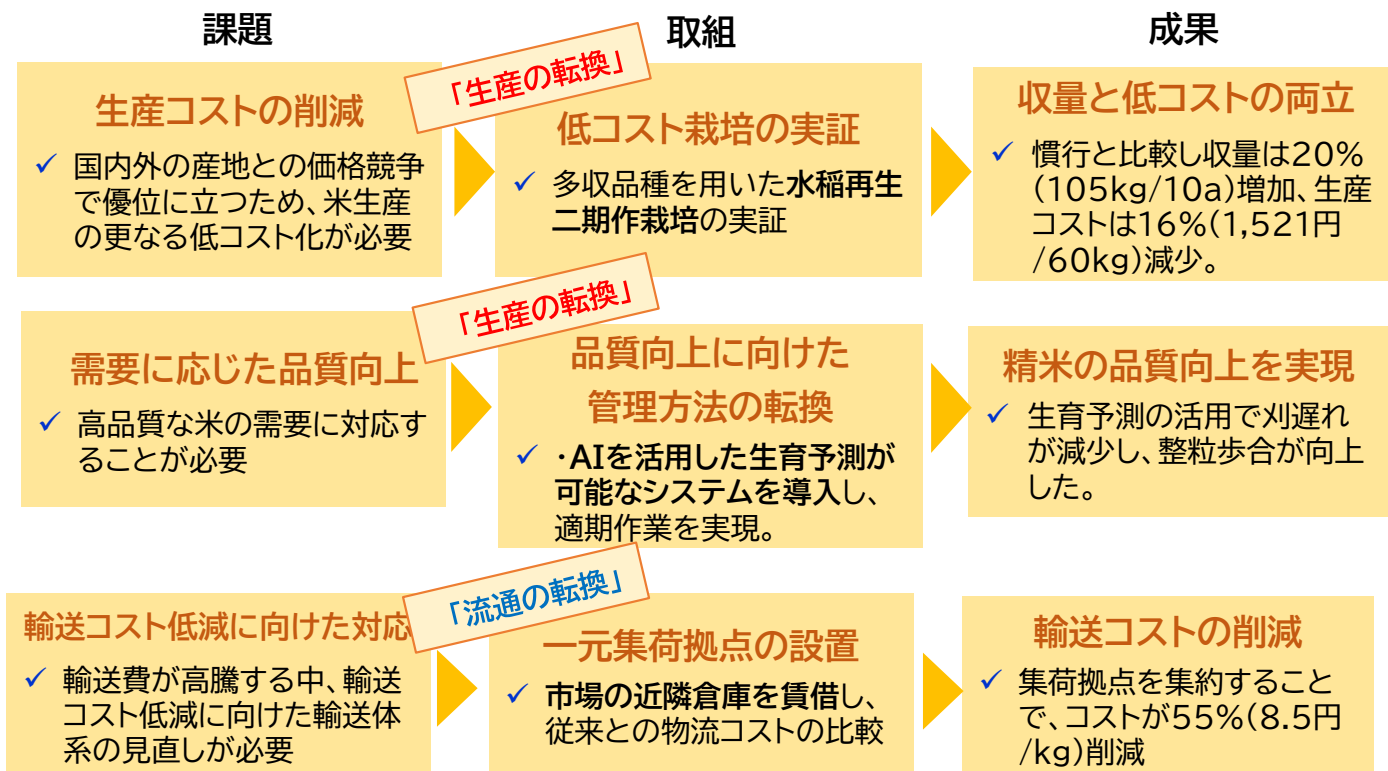 課題
取組
成果
「生産の転換」
生産コストの削減
✓ 国内外の産地との価格競争
で優位に立つため、米生産
の更なる低コスト化が必要
低コスト栽培の実証
✓ 多収品種を用いた水稲再生
二期作栽培の実証
収量と低コストの両立
✓ 慣行と比較し収量は20%
(105kg/10a)増加、生産
コストは16%(1,521円
/60kg)減少。
「生産の転換」
需要に応じた品質向上
✓ 高品質な米の需要に対応す
ることが必要
品質向上に向けた
管理方法の転換
✓ ・AIを活用した生育予測が
可能なシステムを導入し、
適期作業を実現。
精米の品質向上を実現
✓ 生育予測の活用で刈遅れ
が減少し、整粒歩合が向上
した。
「流通の転換」
輸送コスト低減に向けた対応
✓ 輸送費が高騰する中、輸送
コスト低減に向けた輸送体
系の見直しが必要
一元集荷拠点の設置
✓ 市場の近隣倉庫を賃借し、
従来との物流コストの比較
輸送コストの削減
✓ 集荷拠点を集約すること
で、コストが55%(8.5円
/kg)削減